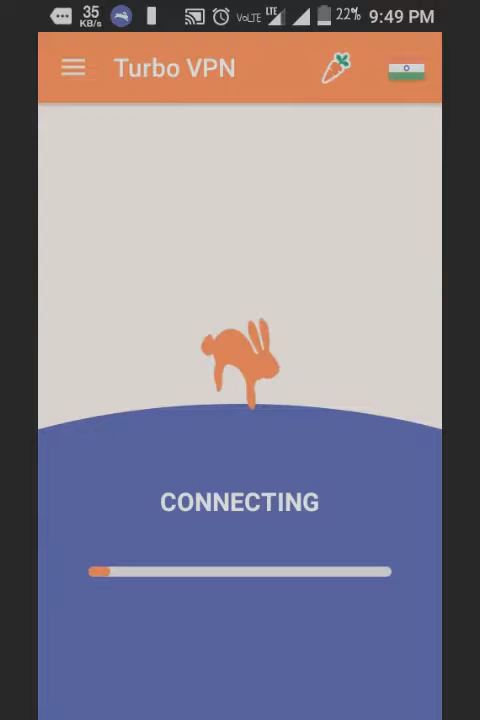 35
KB/s
VoLTE
LTE
22%
9:49 PM
Turbo VPN
CONNECTING